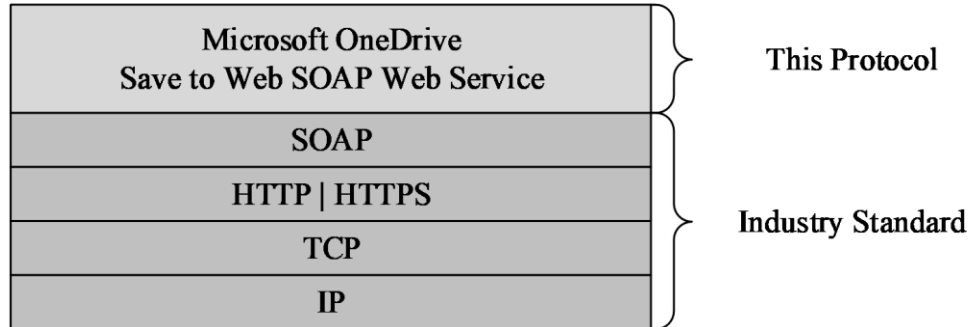 Microsoft OneDrive
Save to Web SOAP Web Service
This Protocol
SOAP
HTTP | HTTPS
TCP
IP
Industry Standard